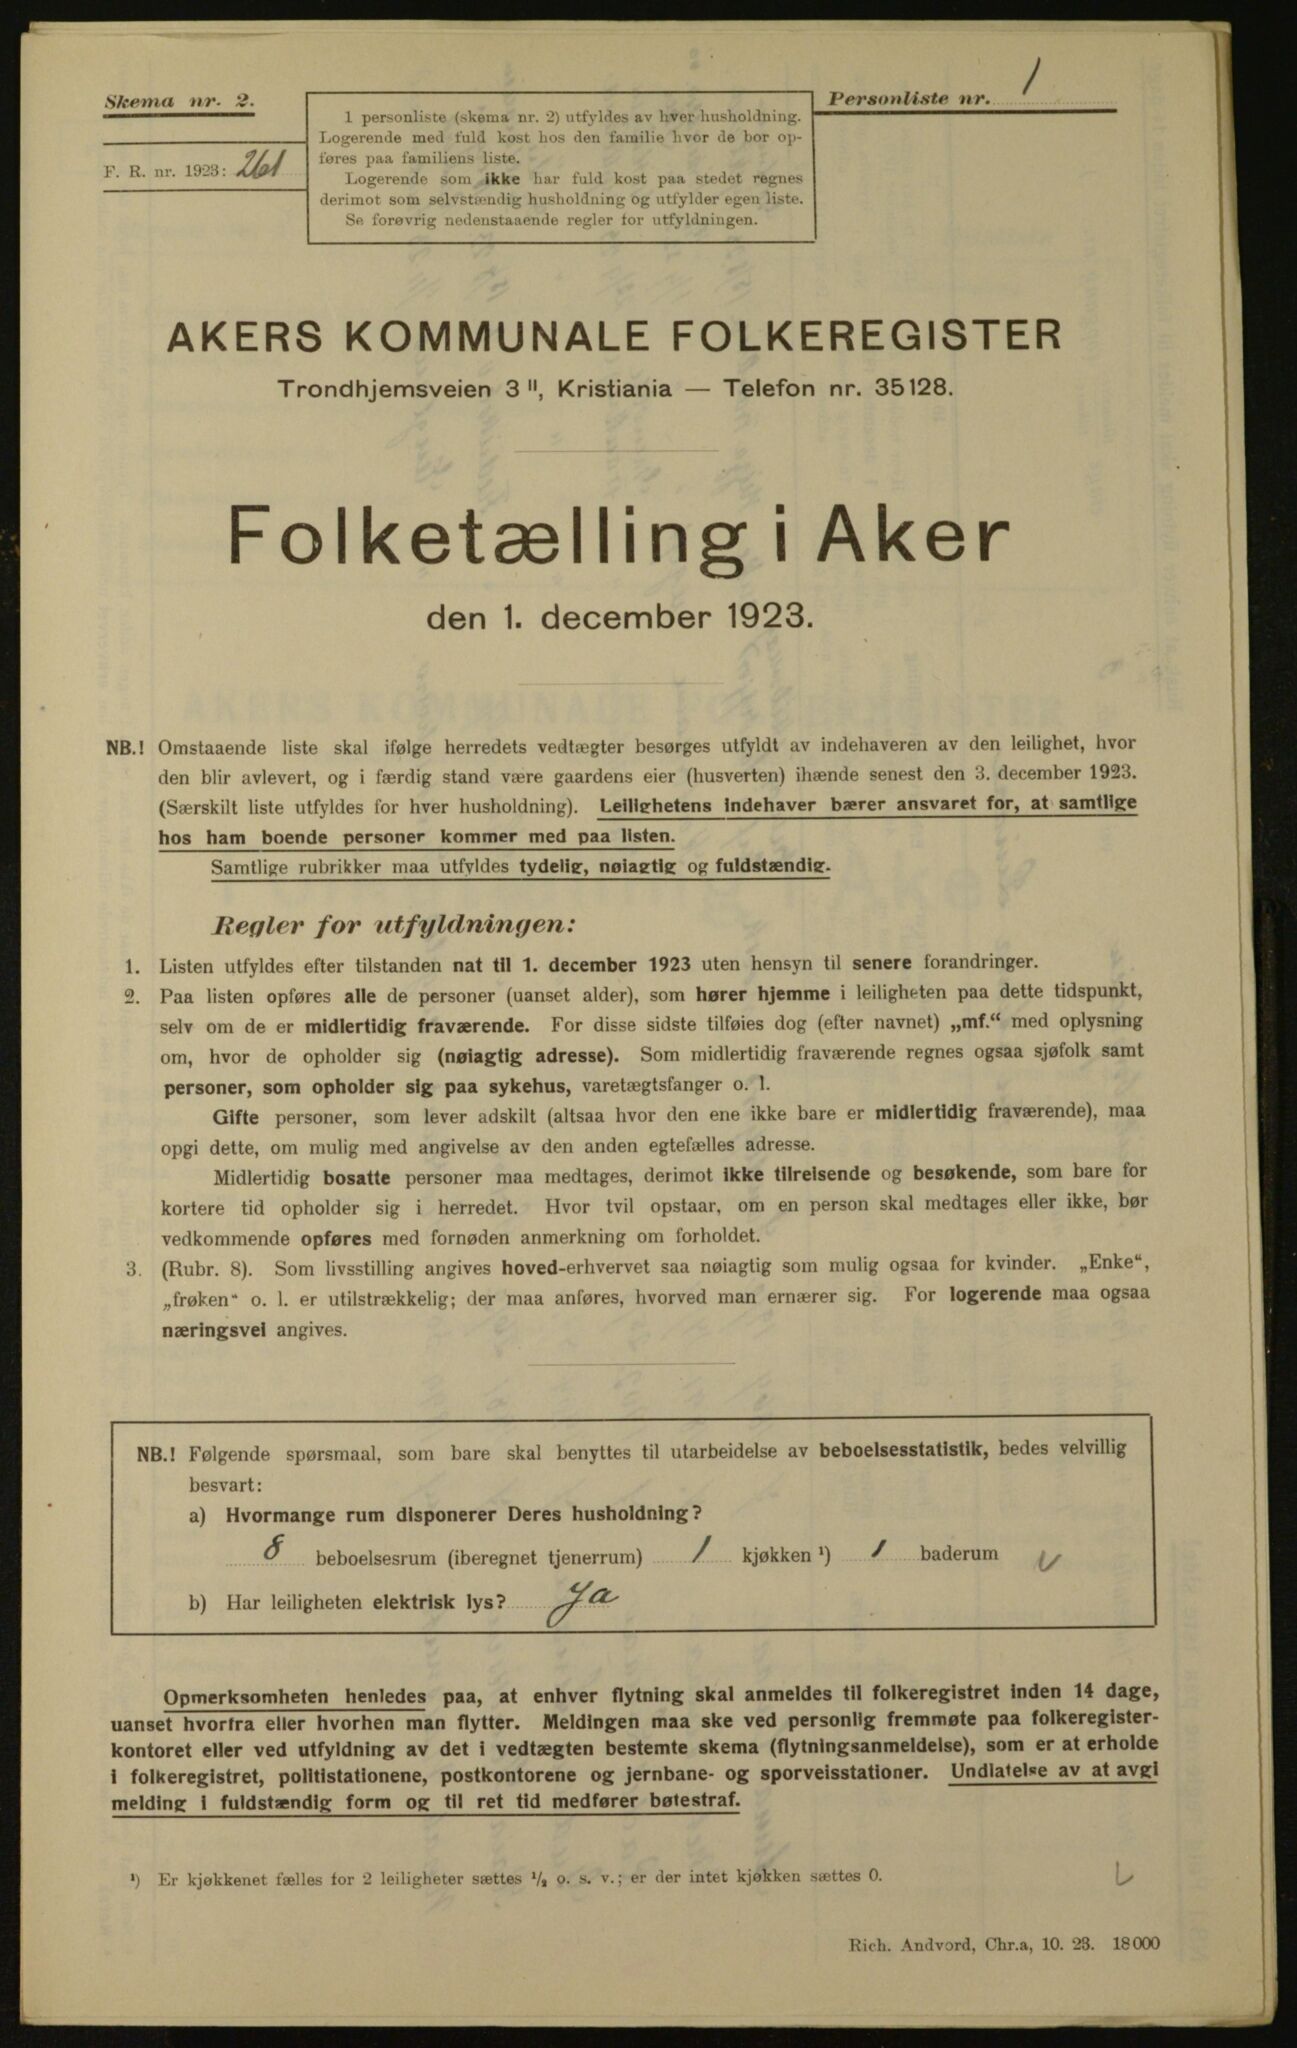 Skema nr. 2.
F. R. nr. 1923: 261
1 personliste (skema nr. 2) utfyldes av hver husholdning.
Logerende med fuld kost hos den familie hvor de bor op-
føres paa familiens liste.
Logerende som ikke har fuld kost paa stedet regnes
derimot som selvstændig husholdning og utfylder egen liste.
Se forøvrig nedenstaaende regler for utfyldningen.
Personliste nr. 1
AKERS KOMMUNALE FOLKEREGISTER
Trondhjemsveien 3 II, Kristiania — Telefon nr. 35128.
Folketælling i Aker
den 1. december 1923.
NB.! Omstaaende liste skal ifølge herredets vedtægter besørges utfyldt av indehaveren av den leilighet, hvor
den blir avlevert, og i færdig stand være gaardens eier (husverten) ihænde senest den 3. december 1923.
(Særskilt liste utfyldes for hver husholdning). Leilighetens indehaver bærer ansvaret for, at samtlige
hos ham boende personer kommer med paa listen.
Samtlige rubrikker maa utfyldes tydelig, nøiagtig og fuldstændig.
Regler for utfyldningen:
1. Listen utfyldes efter tilstanden nat til 1. december 1923 uten hensyn til senere forandringer.
2. Paa listen opføres alle de personer (uanset alder), som hører hjemme i leiligheten paa dette tidspunkt,
selv om de er midlertidig fraværende. For disse sidste tilføies dog (efter navnet) „mf.“ med oplysning
om, hvor de opholder sig (nøiagtig adresse). Som midlertidig fraværende regnes ogsaa sjøfolk samt
personer, som opholder sig paa sykehus, varetægtsfanger o. l.
Gifte personer, som lever adskilt (altsaa hvor den ene ikke bare er midlertidig fraværende), maa
opgi dette, om mulig med angivelse av den anden egtefælles adresse.
Midlertidig bosatte personer maa medtages, derimot ikke tilreisende og besøkende, som bare for
kortere tid opholder sig i herredet. Hvor tvil opstaar, om en person skal medtages eller ikke, bør
vedkommende opføres med fornøden anmerkning om forholdet.
3. (Rubr. 8). Som livsstilling angives hoved-erhvervet saa nøiagtig som mulig ogsaa for kvinder. „Enke“,
„frøken“ o. l. er utilstrækkelig; der maa anføres, hvorved man ernærer sig. For logerende maa ogsaa
næringsvei angives.
NB.! Følgende spørsmaal, som bare skal benyttes til utarbeidelse av beboelsesstatistik, bedes velvillig
besvart:
a) Hvormange rum disponerer Deres husholdning?
8 beboelsesrum (iberegnet tjenerrum) 1 kjøkken ¹) 1 baderum
b) Har leiligheten elektrisk lys? Ja
Opmerksomheten henledes paa, at enhver flytning skal anmeldes til folkeregistret inden 14 dage,
uanset hvorfra eller hvorhen man flytter. Meldingen maa ske ved personlig fremmøte paa folkeregister-
kontoret eller ved utfyldning av det i vedtægten bestemte skema (flytningsanmeldelse), som er at erholde
i folkeregistret, politistationene, postkontorene og jernbane- og sporveisstationer. Undlatelse av at avgi
melding i fuldstændig form og til ret tid medfører bøtestraf.
¹) Er kjøkkenet fælles for 2 leiligheter sættes ½ o. s. v.; er der intet kjøkken sættes 0.
Rich. Andvord, Chr.a, 10. 23. 18000